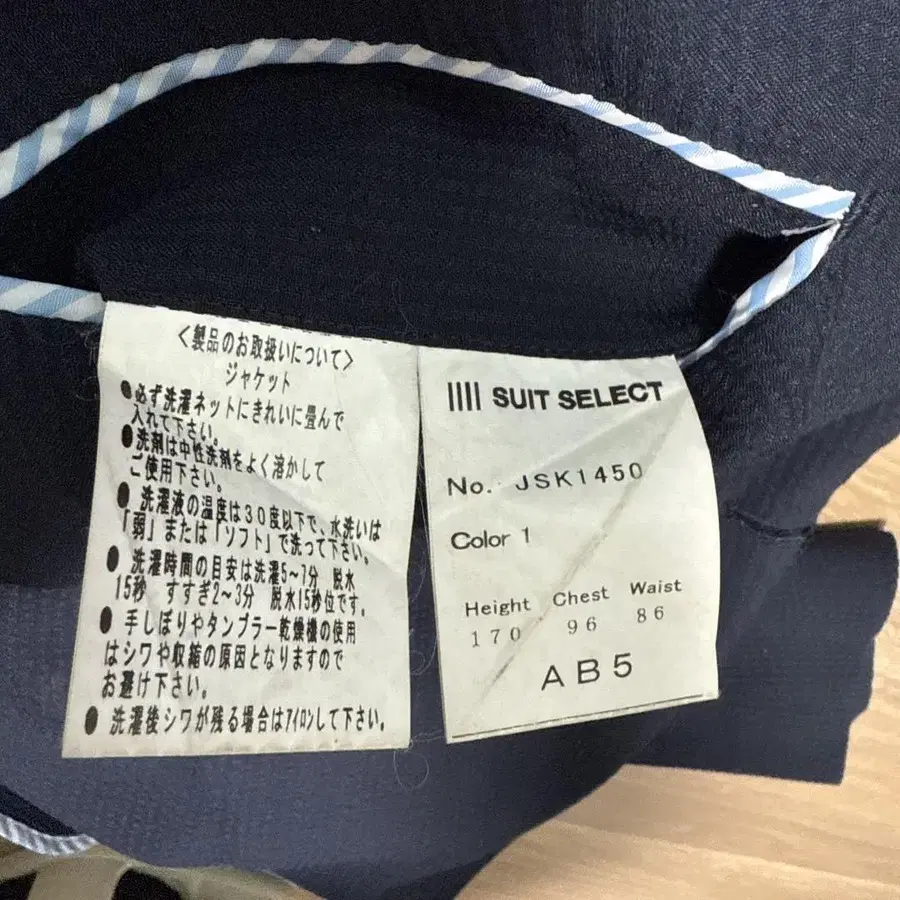 〈製品のお取扱いについて〉
ジャケット
●必ず洗濯ネットにきれいに畳んで
入れて下さい。
●洗剤は中性洗剤をよく溶かして
ご使用下さい。
●洗濯液の温度は30度以下で、水洗いは
「弱」または「ソフト」で洗って下さい。
●洗濯時間の目安は洗濯5~7分 脱水
15秒 すすぎ2~3分 脱水15秒位です。
●手しぼりやタンブラー乾燥機の使用
はシワや収縮の原因となりますので
お避け下さい。
●洗濯後シワが残る場合はアイロンして下さい。
SUIT SELECT
No. JSK1450
Color 1
Height Chest Waist
170 96 86
AB5